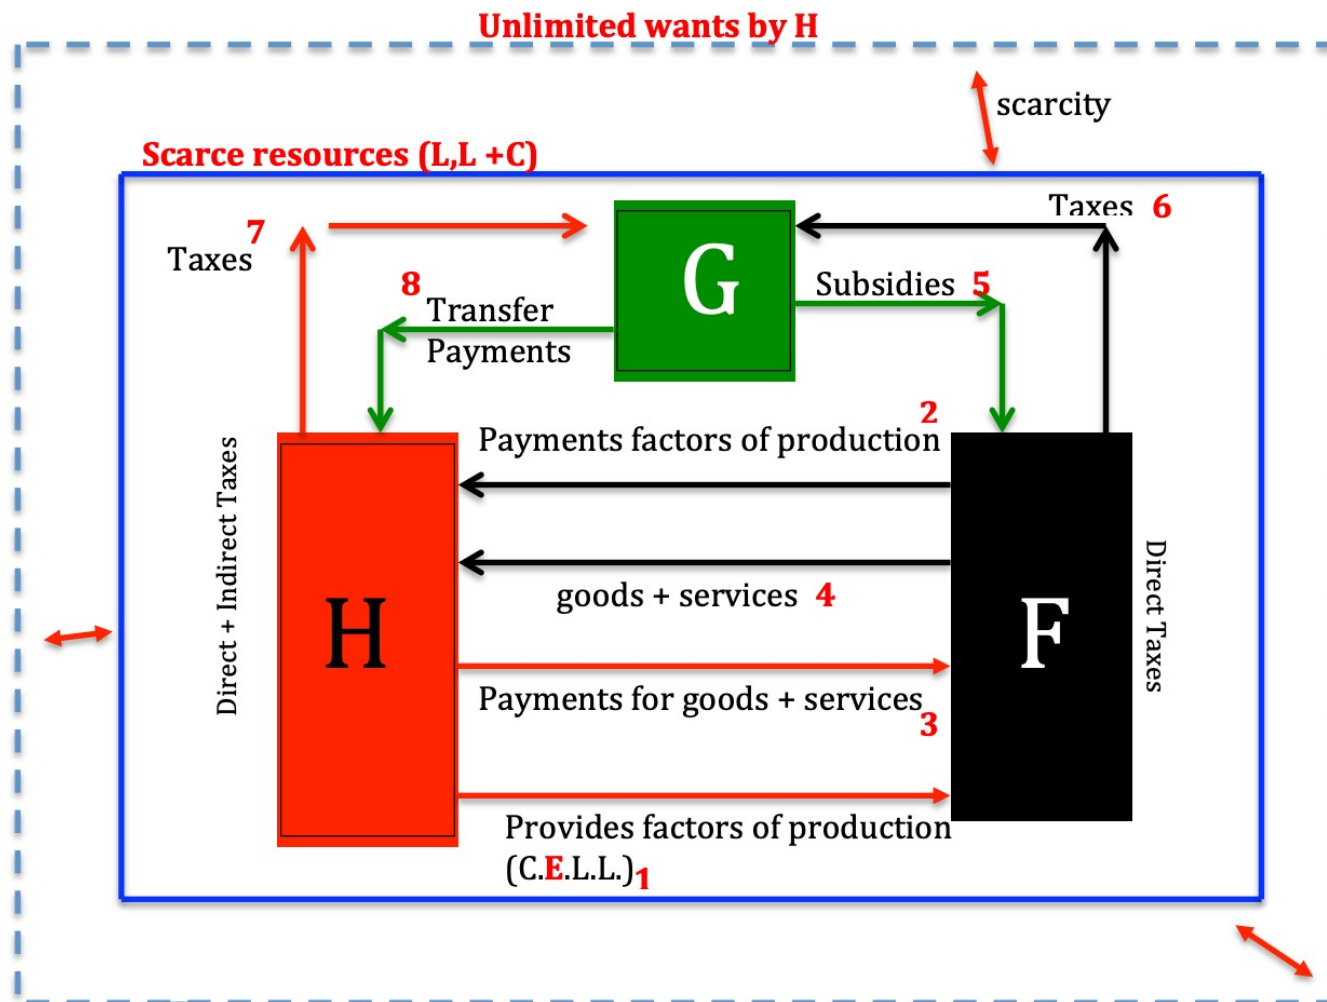 Unlimited wants by H
scarcity
Scarce resources (L,L +C)
Taxes 6
7
Taxes
G
Subsidies 5
8
Transfer
Payments
2
Payments factors of production
Direct + Indirect Taxes
H
goods + services 4
F
Direct Taxes
Payments for goods + services
3
Provides factors of production
(C.E.L.L.)1